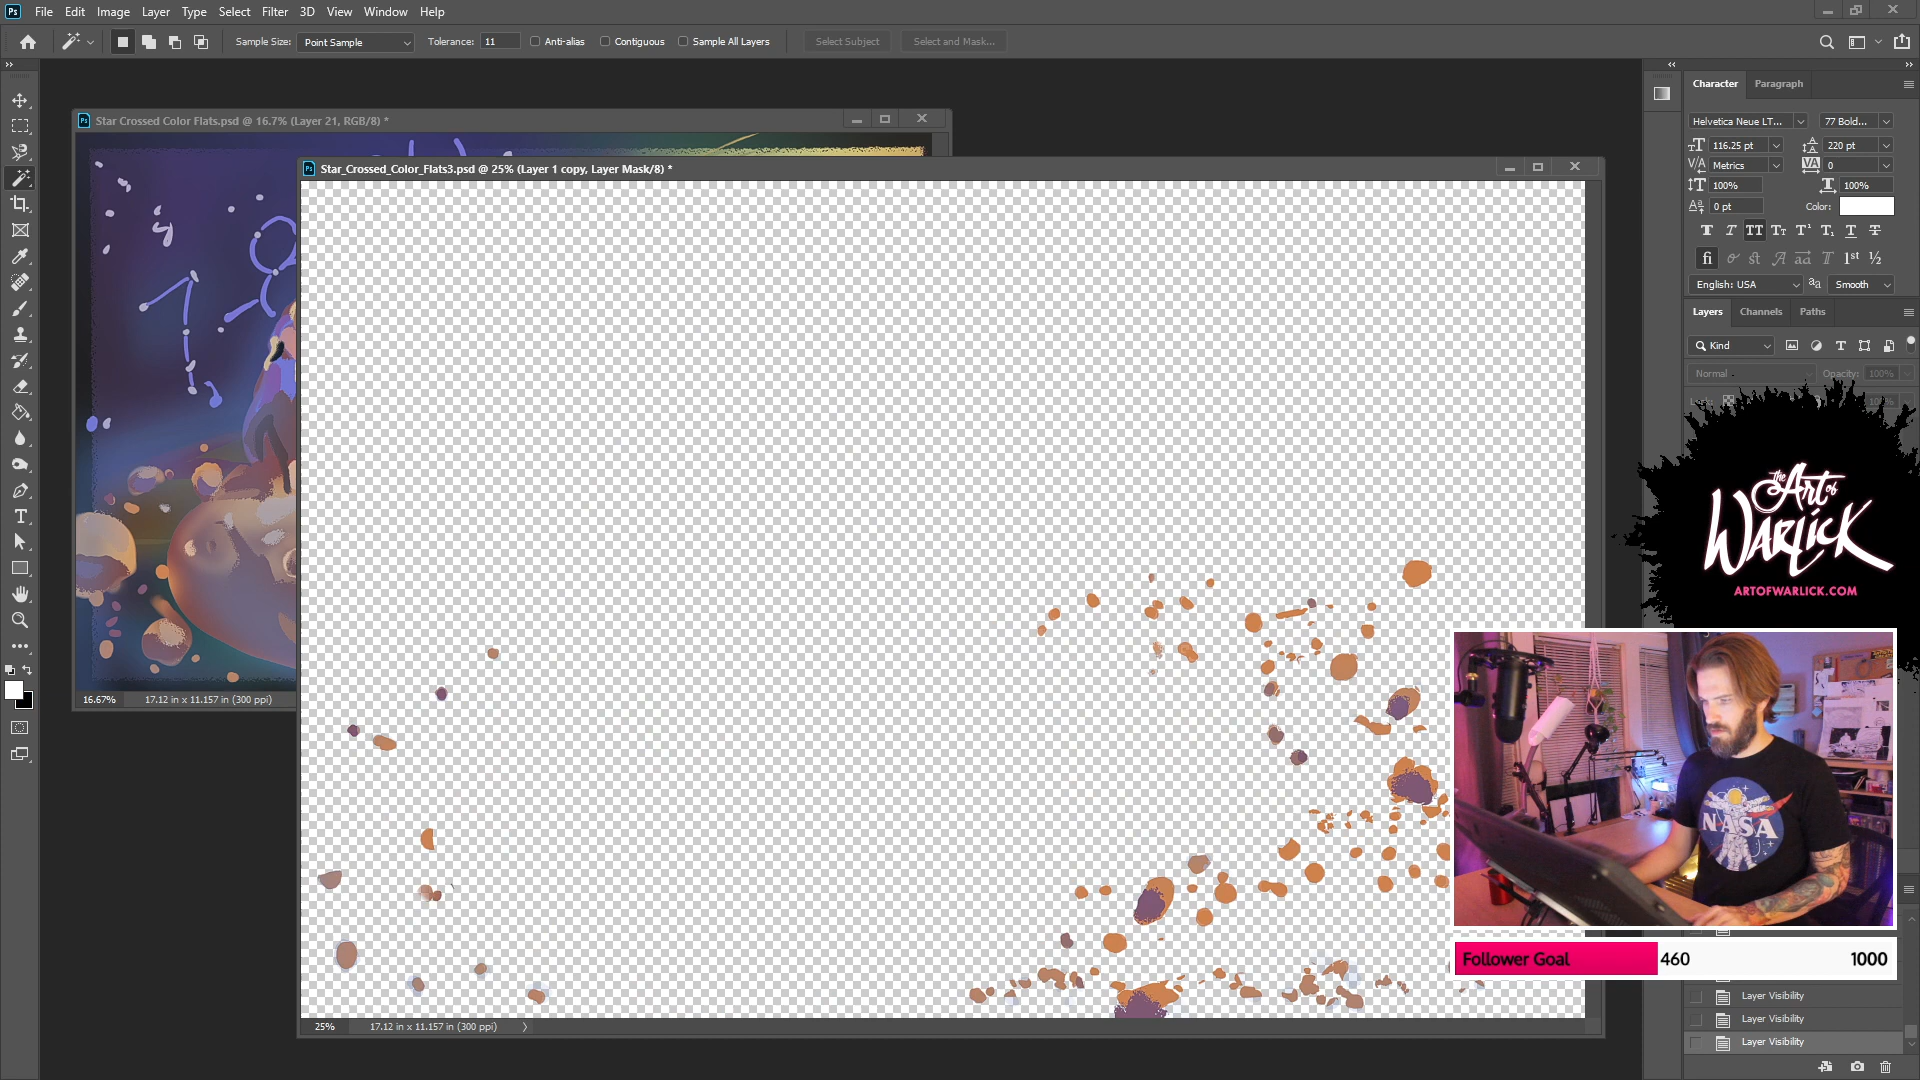 Ps File Edit Image Layer Type Select Filter 3D View Window Help
Sample Size: Point Sample Tolerance: 11 Anti-alias Contiguous Sample All Layers Select Subject Select and Mask...
Star Crossed Color Flats.psd @ 16.7% (Layer 21, RGB/8) *
16.67% 17.12 in x 11.157 in (300 ppi)
Star_Crossed_Color_Flats3.psd @ 25% (Layer 1 copy, Layer Mask/8) *
25% 17.12 in x 11.157 in (300 ppi)
Character Paragraph
Helvetica Neue LT... 77 Bold...
116.25 pt 220 pt
Metrics 0
100% 100%
0 pt Color:
English: USA aa Smooth
Layers Channels Paths
Kind
Normal Opacity: 100%
the Art of
Warlick
ARTOFWARLICK.COM
NASA
Follower Goal 460 1000
Layer Visibility
Layer Visibility
Layer Visibility